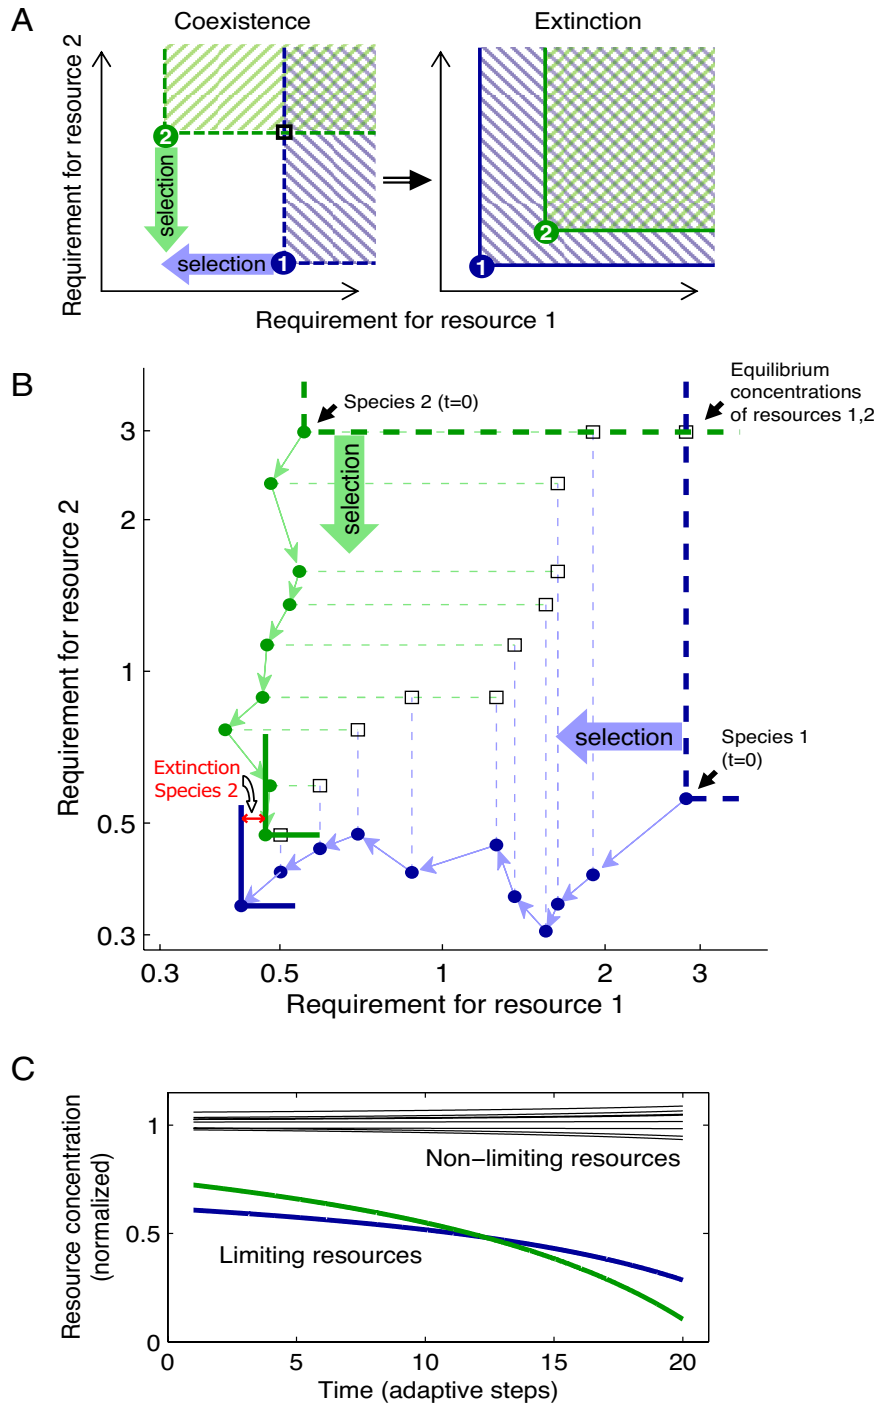 A
Coexistence
Extinction
Requirement for resource 2
2
selection
selection
1
2
1
Requirement for resource 1
B
Species 2 (t=0)
Equilibrium
concentrations
of resources 1,2
3
2
1
0.5
0.3
Requirement for resource 2
selection
selection
Species 1
(t=0)
Extinction
Species 2
0.3
0.5
1
2
3
Requirement for resource 1
C
Resource concentration
(normalized)
1
0.5
0
Non-limiting resources
Limiting resources
0
5
10
15
20
Time (adaptive steps)